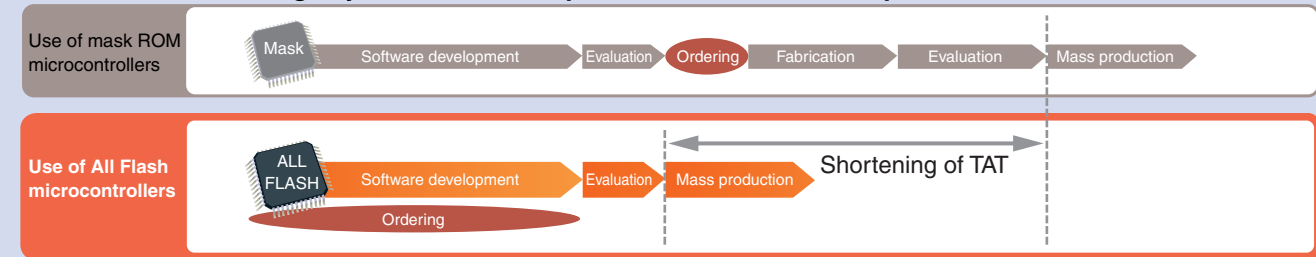 Use of mask ROM
microcontrollers
Mask
Software development
Evaluation
Ordering
Fabrication
Evaluation
Mass production
Use of All Flash
microcontrollers
ALL
FLASH
Software development
Evaluation
Mass production
Shortening of TAT
Ordering